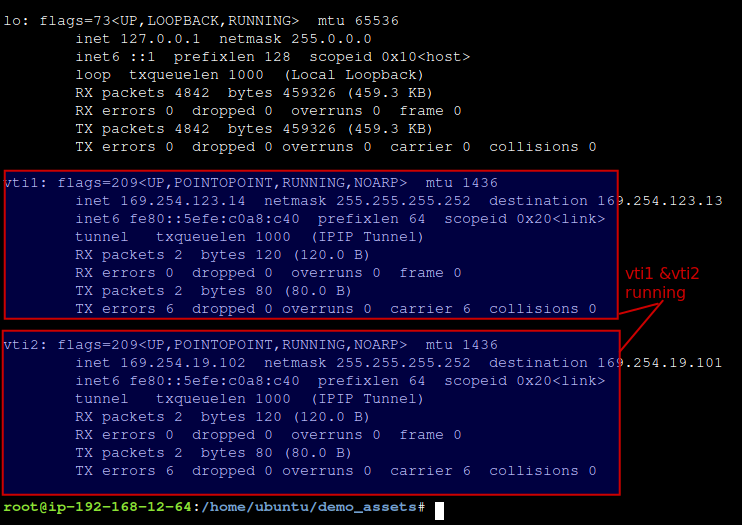 lo: flags=73<UP,LOOPBACK,RUNNING>  mtu 65536
        inet 127.0.0.1  netmask 255.0.0.0
        inet6 ::1  prefixlen 128  scopeid 0x10<host>
        loop  txqueuelen 1000  (Local Loopback)
        RX packets 4842  bytes 459326 (459.3 KB)
        RX errors 0  dropped 0  overruns 0  frame 0
        TX packets 4842  bytes 459326 (459.3 KB)
        TX errors 0  dropped 0 overruns 0  carrier 0  collisions 0
vti1: flags=209<UP,POINTOPOINT,RUNNING,NOARP>  mtu 1436
        inet 169.254.123.14  netmask 255.255.255.252  destination 169.254.123.13
        inet6 fe80::5efe:c0a8:c40  prefixlen 64  scopeid 0x20<link>
        tunnel   txqueuelen 1000  (IPIP Tunnel)
        RX packets 2  bytes 120 (120.0 B)
        RX errors 0  dropped 0  overruns 0  frame 0
        TX packets 2  bytes 80 (80.0 B)
        TX errors 6  dropped 0 overruns 0  carrier 6  collisions 0
vti1 &vti2
running
vti2: flags=209<UP,POINTOPOINT,RUNNING,NOARP>  mtu 1436
        inet 169.254.19.102  netmask 255.255.255.252  destination 169.254.19.101
        inet6 fe80::5efe:c0a8:c40  prefixlen 64  scopeid 0x20<link>
        tunnel   txqueuelen 1000  (IPIP Tunnel)
        RX packets 2  bytes 120 (120.0 B)
        RX errors 0  dropped 0  overruns 0  frame 0
        TX packets 2  bytes 80 (80.0 B)
        TX errors 6  dropped 0 overruns 0  carrier 6  collisions 0
root@ip-192-168-12-64:/home/ubuntu/demo_assets#